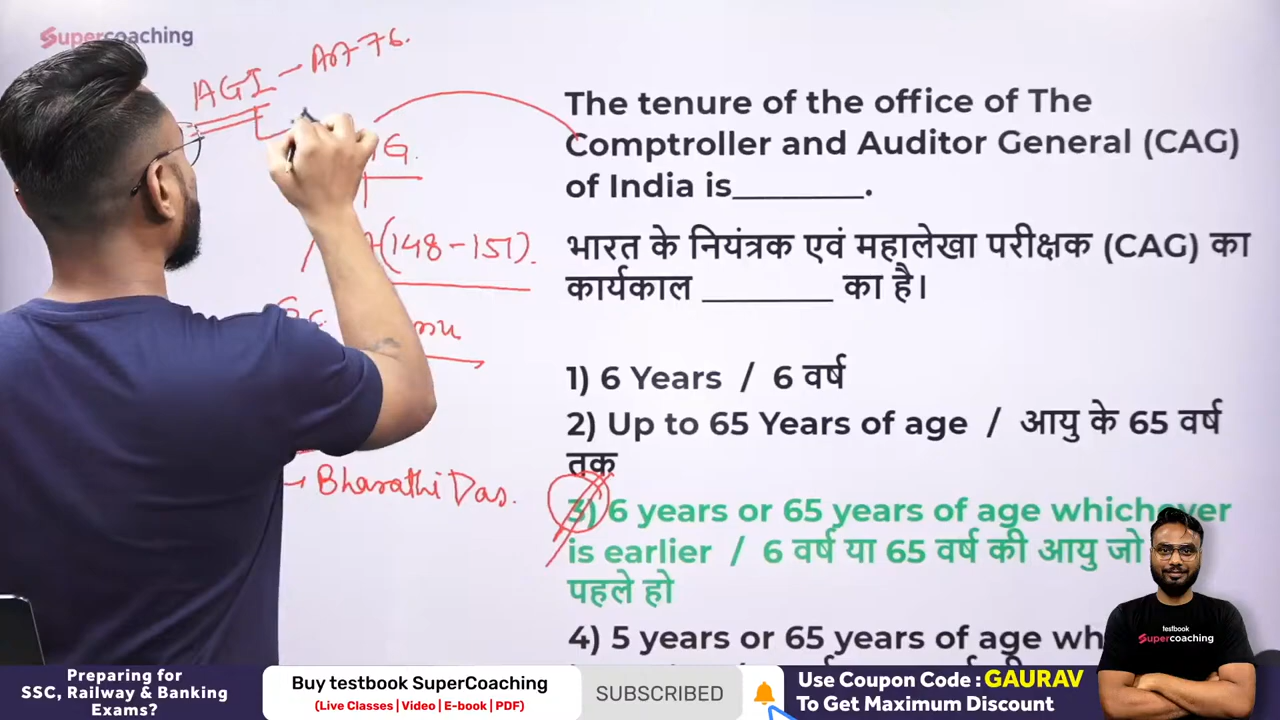 Supercoaching
AGI - Art 76.
AG.
(148-151).
Bharathi Das.
The tenure of the office of The
Comptroller and Auditor General (CAG)
of India is________.
भारत के नियंत्रक एवं महालेखा परीक्षक (CAG) का
कार्यकाल ________ का है।
1) 6 Years / 6 वर्ष
2) Up to 65 Years of age / आयु के 65 वर्ष
तक
3) 6 years or 65 years of age whichever
is earlier / 6 वर्ष या 65 वर्ष की आयु जो
पहले हो
4) 5 years or 65 years of age wh
testbook
Supercoaching
Preparing for
SSC, Railway & Banking
Exams?
Buy testbook SuperCoaching
(Live Classes | Video | E-book | PDF)
SUBSCRIBED
Use Coupon Code : GAURAV
To Get Maximum Discount